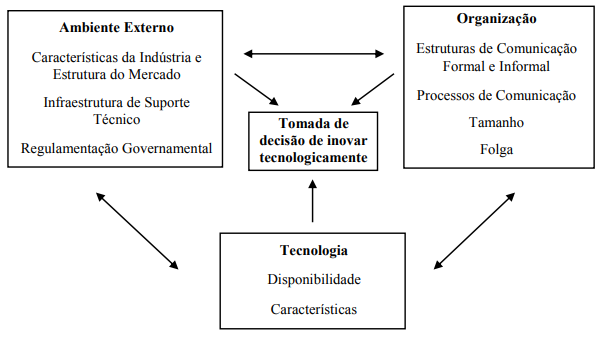 Ambiente Externo
Características da Indústria e
Estrutura do Mercado
Infraestrutura de Suporte
Técnico
Regulamentação Governamental
Organização
Estruturas de Comunicação
Formal e Informal
Processos de Comunicação
Tamanho
Folga
Tomada de
decisão de inovar
tecnologicamente
Tecnologia
Disponibilidade
Características